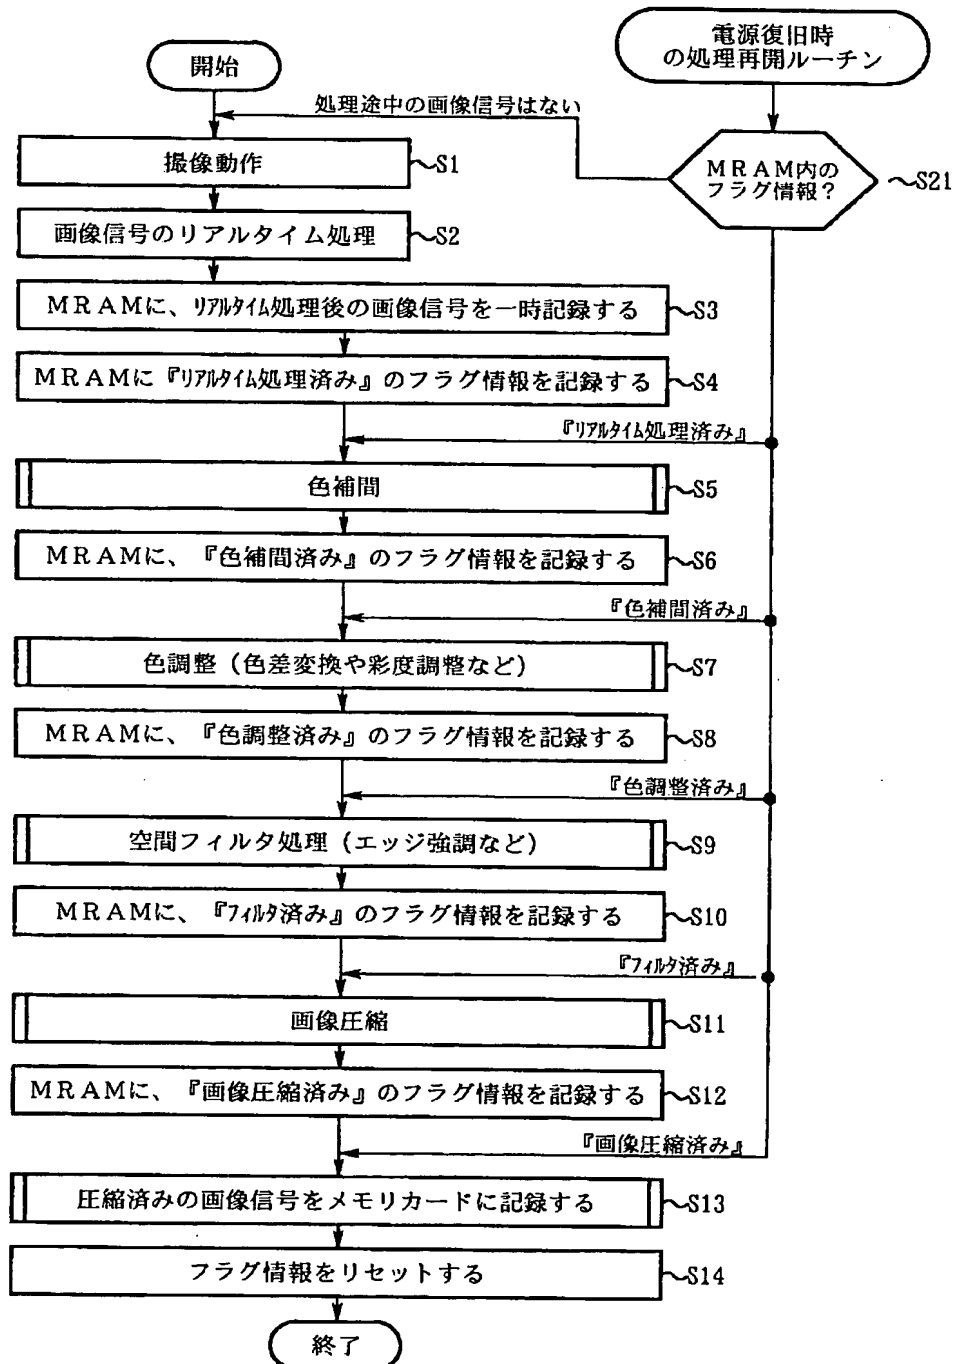 電源復旧時
の処理再開ルーチン
開始
処理途中の画像信号はない
撮像動作
S1
MRAM内の
フラグ情報？
S21
画像信号のリアルタイム処理
S2
MRAMに、ﾘｱﾙﾀｲﾑ処理後の画像信号を一時記録する
S3
MRAMに『ﾘｱﾙﾀｲﾑ処理済み』のフラグ情報を記録する
S4
『ﾘｱﾙﾀｲﾑ処理済み』
色補間
S5
MRAMに、『色補間済み』のフラグ情報を記録する
S6
『色補間済み』
色調整（色差変換や彩度調整など）
S7
MRAMに、『色調整済み』のフラグ情報を記録する
S8
『色調整済み』
空間フィルタ処理（エッジ強調など）
S9
MRAMに、『ﾌｨﾙﾀ済み』のフラグ情報を記録する
S10
『ﾌｨﾙﾀ済み』
画像圧縮
S11
MRAMに、『画像圧縮済み』のフラグ情報を記録する
S12
『画像圧縮済み』
圧縮済みの画像信号をメモリカードに記録する
S13
フラグ情報をリセットする
S14
終了